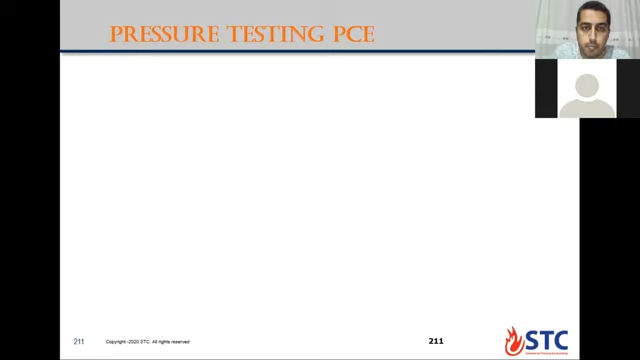 PRESSURE TESTING PCE
211
Copyright -2020 STC, All rights reserved
211
STC